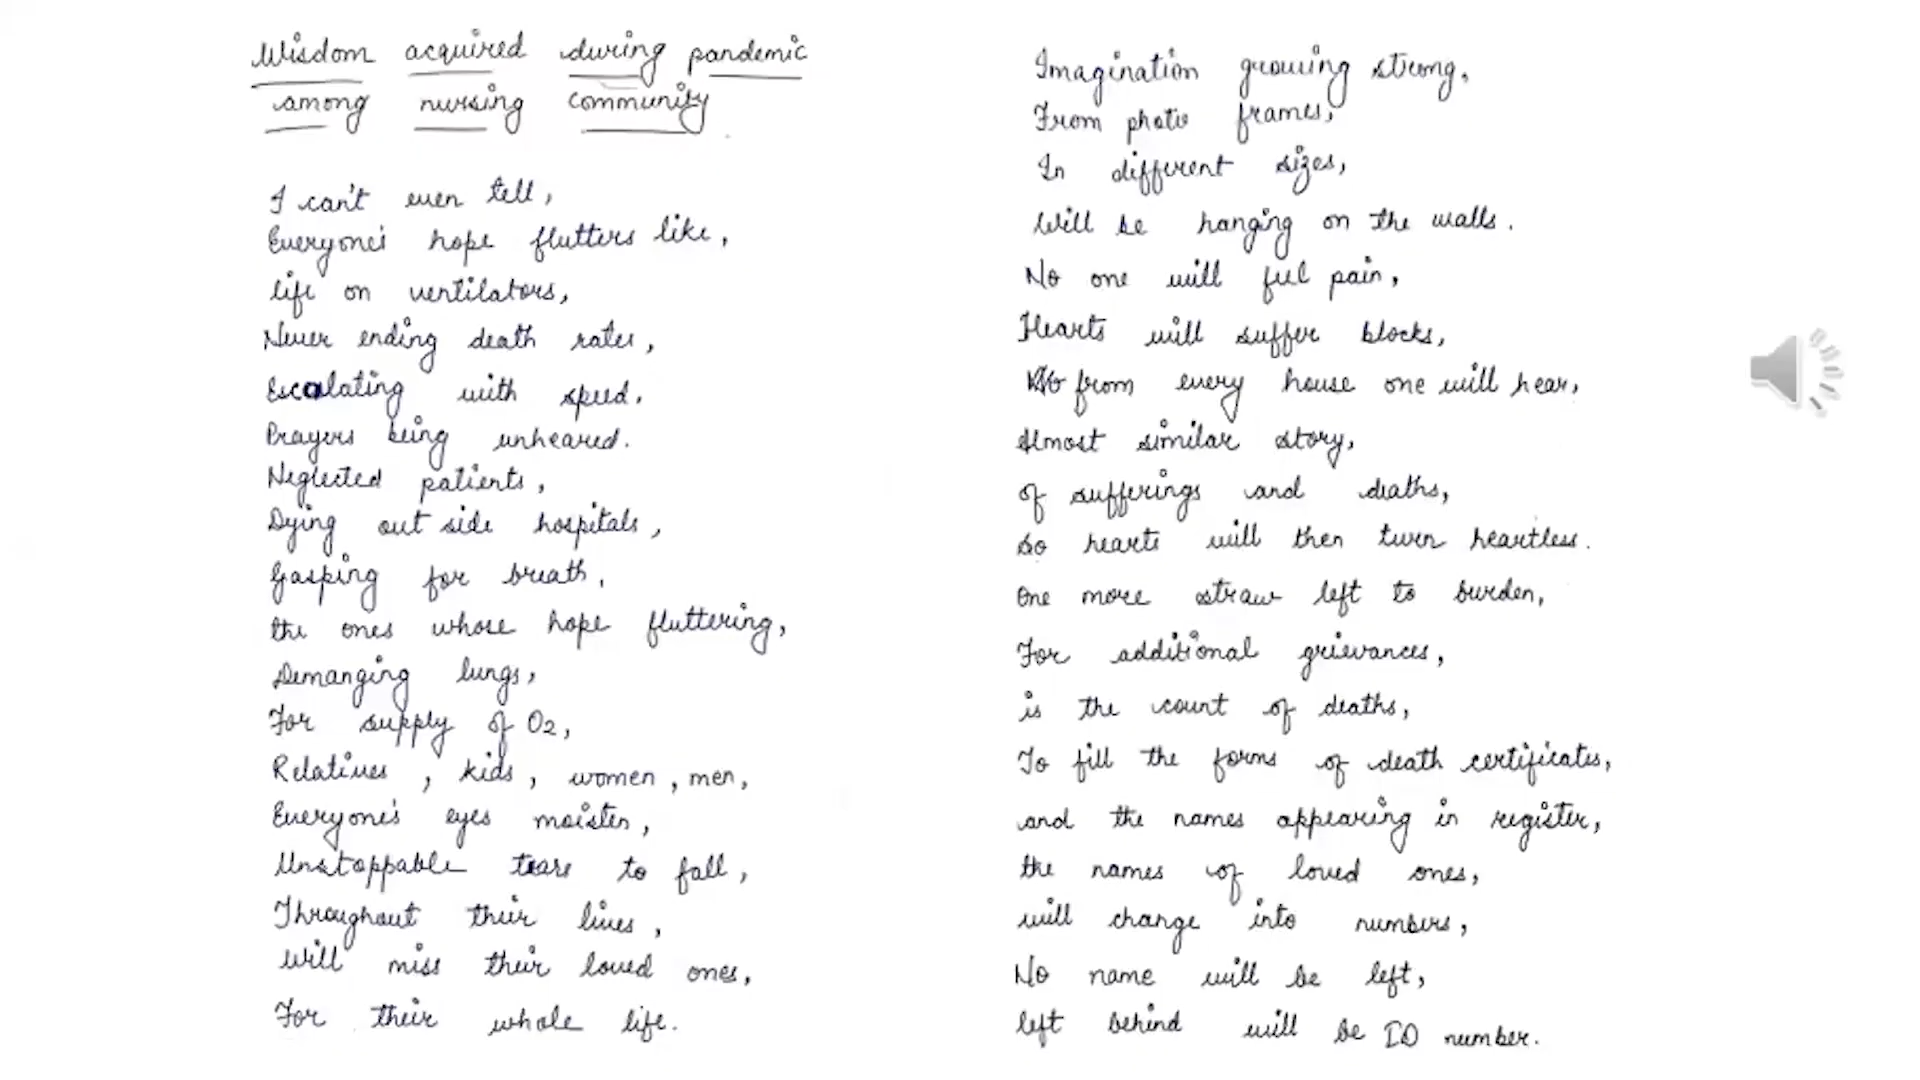 Wisdom acquired during pandemic
among nursing community
I can't even tell,
Everyone's hope flutters like,
life on ventilators,
Never ending death rates,
Escalating with speed.
Prayers being unheared.
Neglected patients,
Dying out side hospitals,
Gasping for breath,
the ones whose hope fluttering,
Demanging lungs,
For supply of O2,
Relatives, kids, women, men,
Everyone's eyes moisten,
Unstoppable tears to fall,
Throughout their lives,
Will miss their loved ones,
For their whole life.
Imagination growing strong,
From photo frames,
In different sizes,
Will be hanging on the walls.
No one will feel pain,
Hearts will suffer blocks,
from every house one will hear,
Almost similar story,
of sufferings and deaths,
So hearts will then turn heartless.
One more straw left to burden,
For additional grievances,
is the count of deaths,
To fill the forms of death certificates,
and the names appearing in register,
the names of loved ones,
will change into numbers,
No name will be left,
left behind will be ID number.